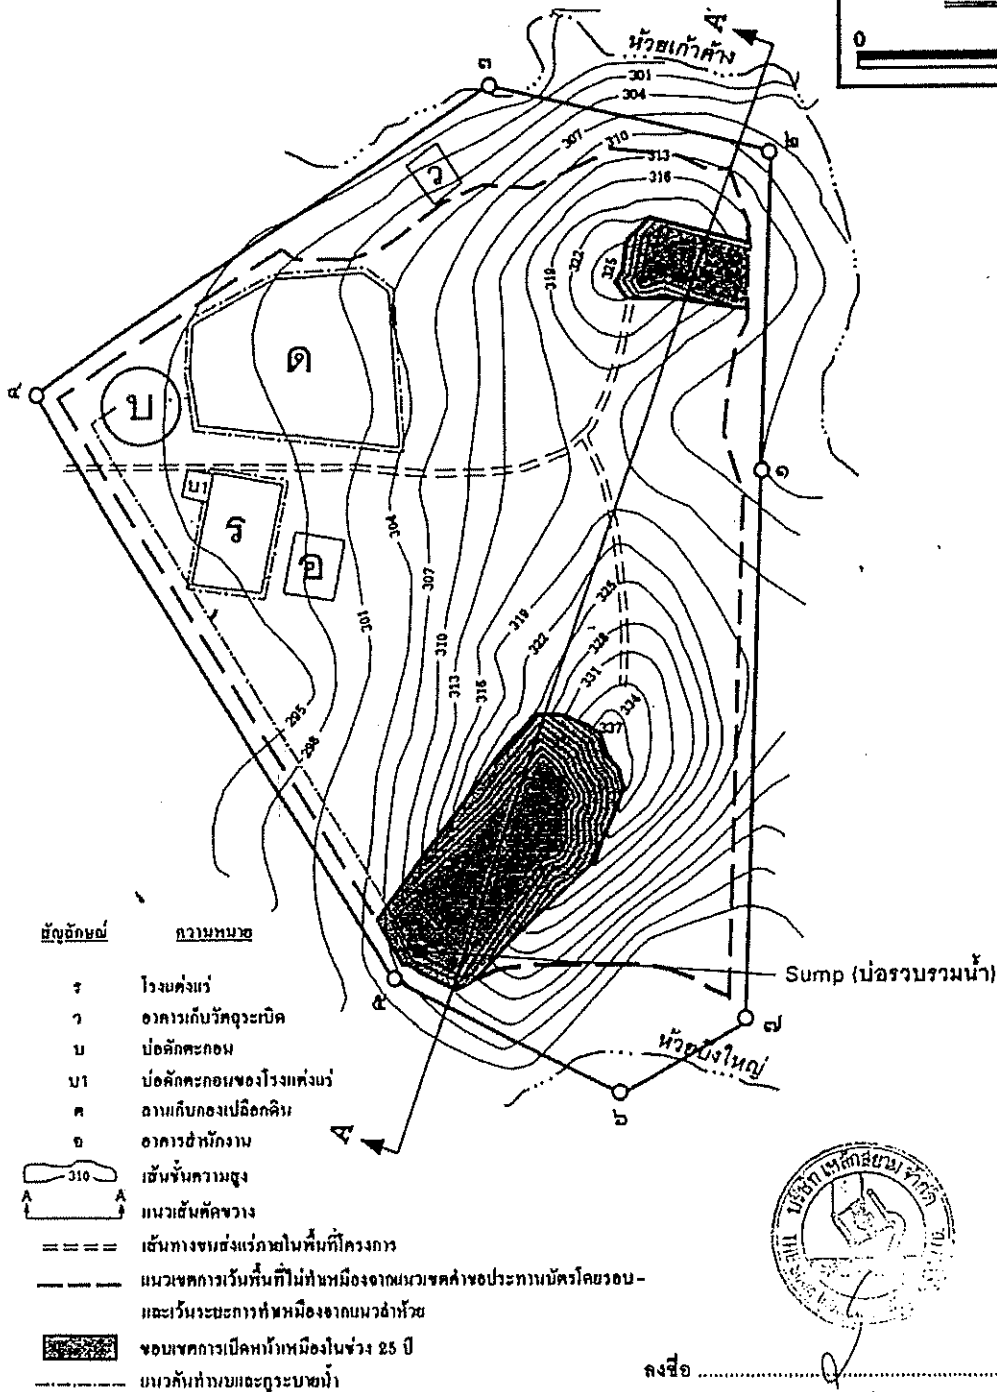 0
A'
ห้วยเก้าค้าง
๓
301
304
307
310
๒
313
316
ว
319
322
325
ด
๔
บ
๑
บ1
ร
อ
304
307
301
310
313
316
319
322
325
328
331
334
337
295
298
Sump (บ่อรวบรวมน้ำ)
๕
๗
ห้วยบงใหญ่
๖
A
สัญลักษณ์ ความหมาย
ร โรงแต่งแร่
ว อาคารเก็บวัตถุระเบิด
บ บ่อดักตะกอน
บ1 บ่อดักตะกอนของโรงแต่งแร่
ด ลานเก็บกองเปลือกดิน
อ อาคารสำนักงาน
310 เส้นชั้นความสูง
A A แนวเส้นตัดขวาง
เส้นทางขนส่งแร่ภายในพื้นที่โครงการ
แนวเขตการเว้นพื้นที่ไม่ทำเหมืองจากแนวเขตคำขอประทานบัตรโดยรอบ-
และเว้นระยะการทำเหมืองจากแนวลำห้วย
ขอบเขตการเปิดหน้าเหมืองในช่วง 25 ปี
แนวคันทำนบและคูระบายน้ำ
บริษัท เหล็กสยาม จำกัด
ลงชื่อ